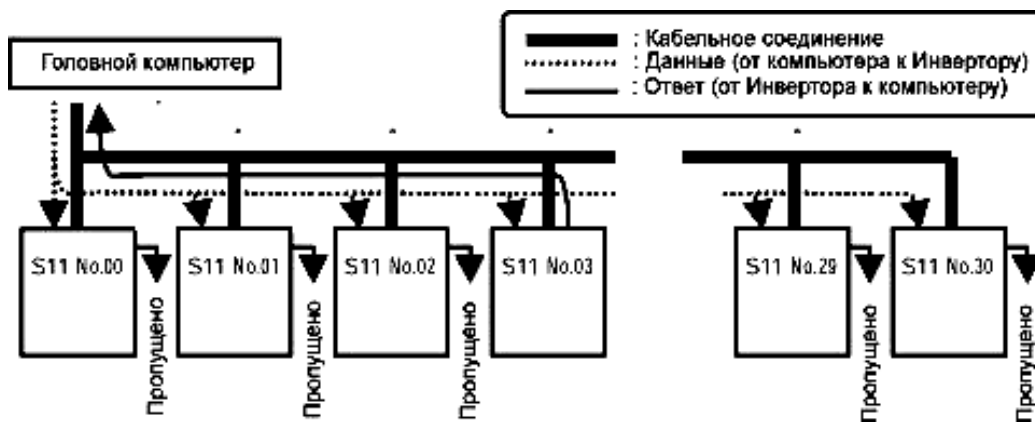 Головной компьютер
: Кабельное соединение
: Данные (от компьютера к Инвертору)
: Ответ (от Инвертора к компьютеру)
S11 No.00
S11 No.01
S11 No.02
S11 No.03
S11 No.29
S11 No.30
Пропущено
Пропущено
Пропущено
Пропущено
Пропущено